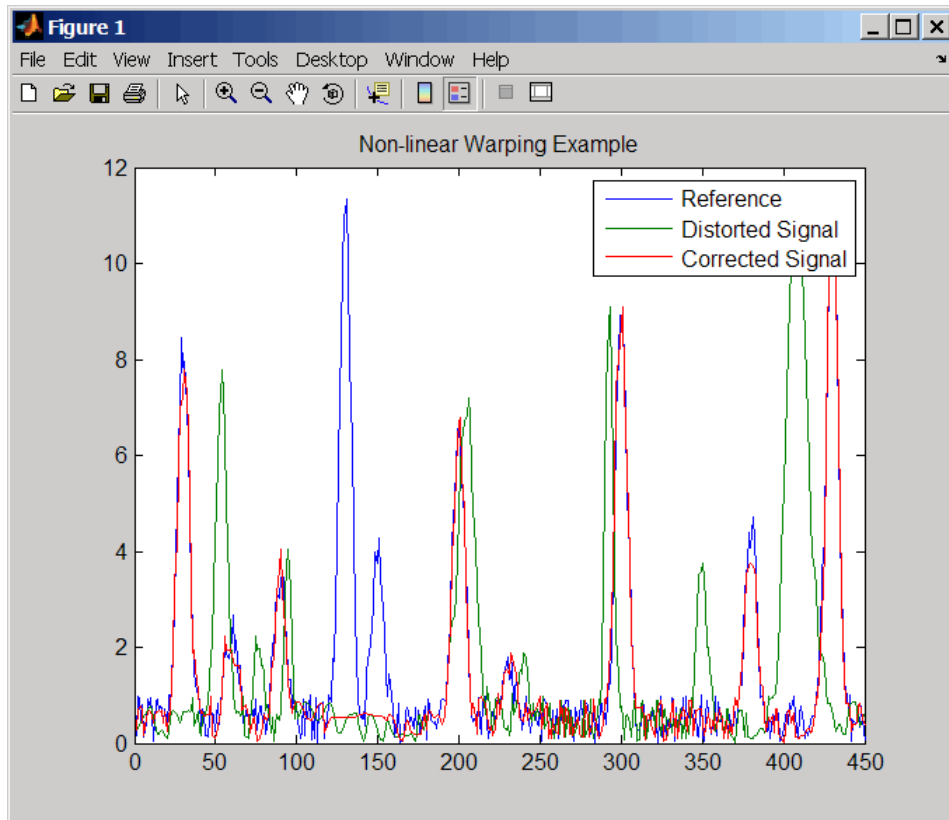 Figure 1
File Edit View Insert Tools Desktop Window Help
Non-linear Warping Example
Reference
Distorted Signal
Corrected Signal
12
10
8
6
4
2
0
0 50 100 150 200 250 300 350 400 450